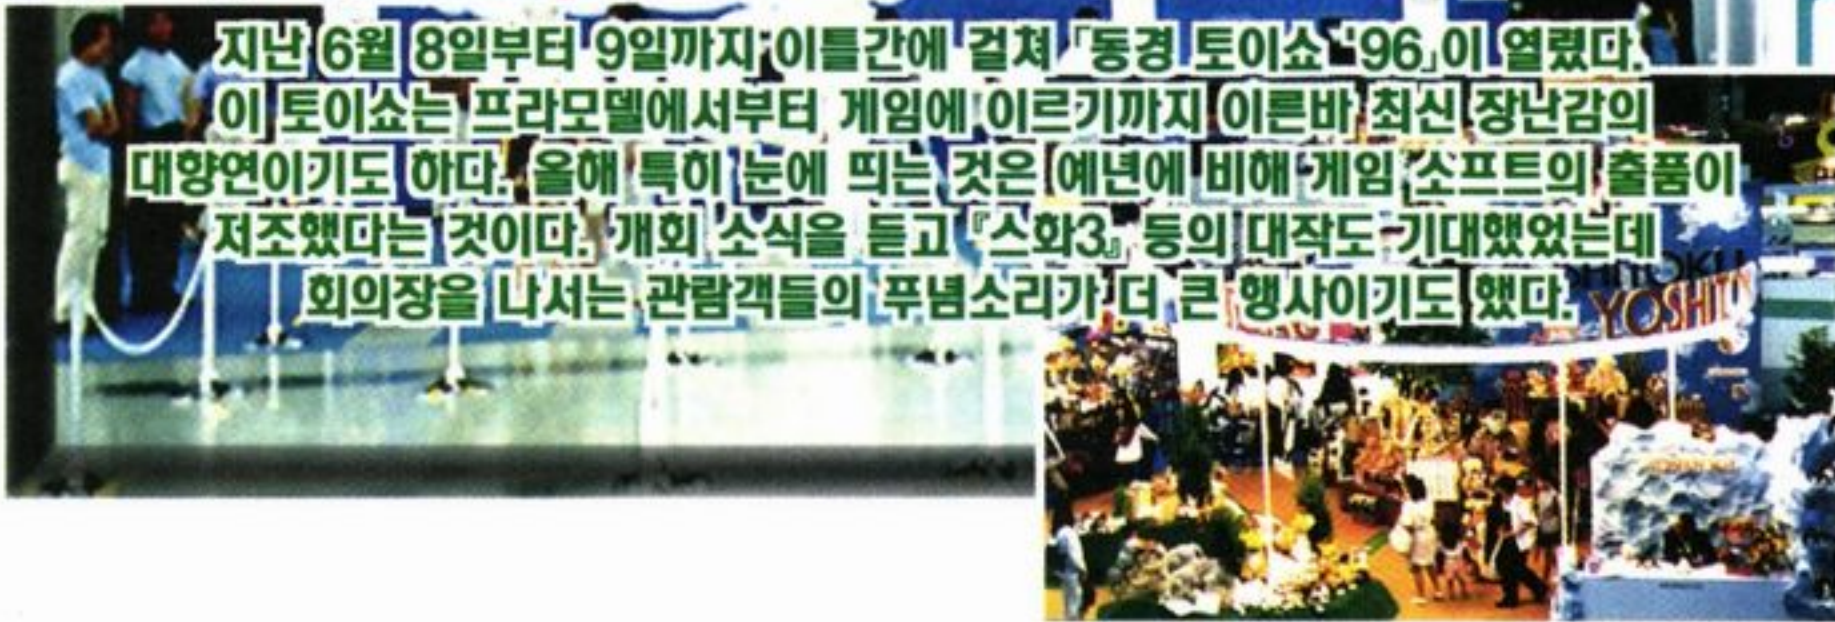 지난 6월 8일부터 9일까지 이틀간에 걸쳐 「동경 토이쇼 '96」이 열렸다.
이 토이쇼는 프라모델에서부터 게임에 이르기까지 이른바 최신 장난감의
대향연이기도 하다. 올해 특히 눈에 띄는 것은 예년에 비해 게임 소프트의 출품이
저조했다는 것이다. 개회 소식을 듣고 『스화3』 등의 대작도 기대했었는데
회의장을 나서는 관람객들의 푸념소리가 더 큰 행사이기도 했다.
YOSHIT